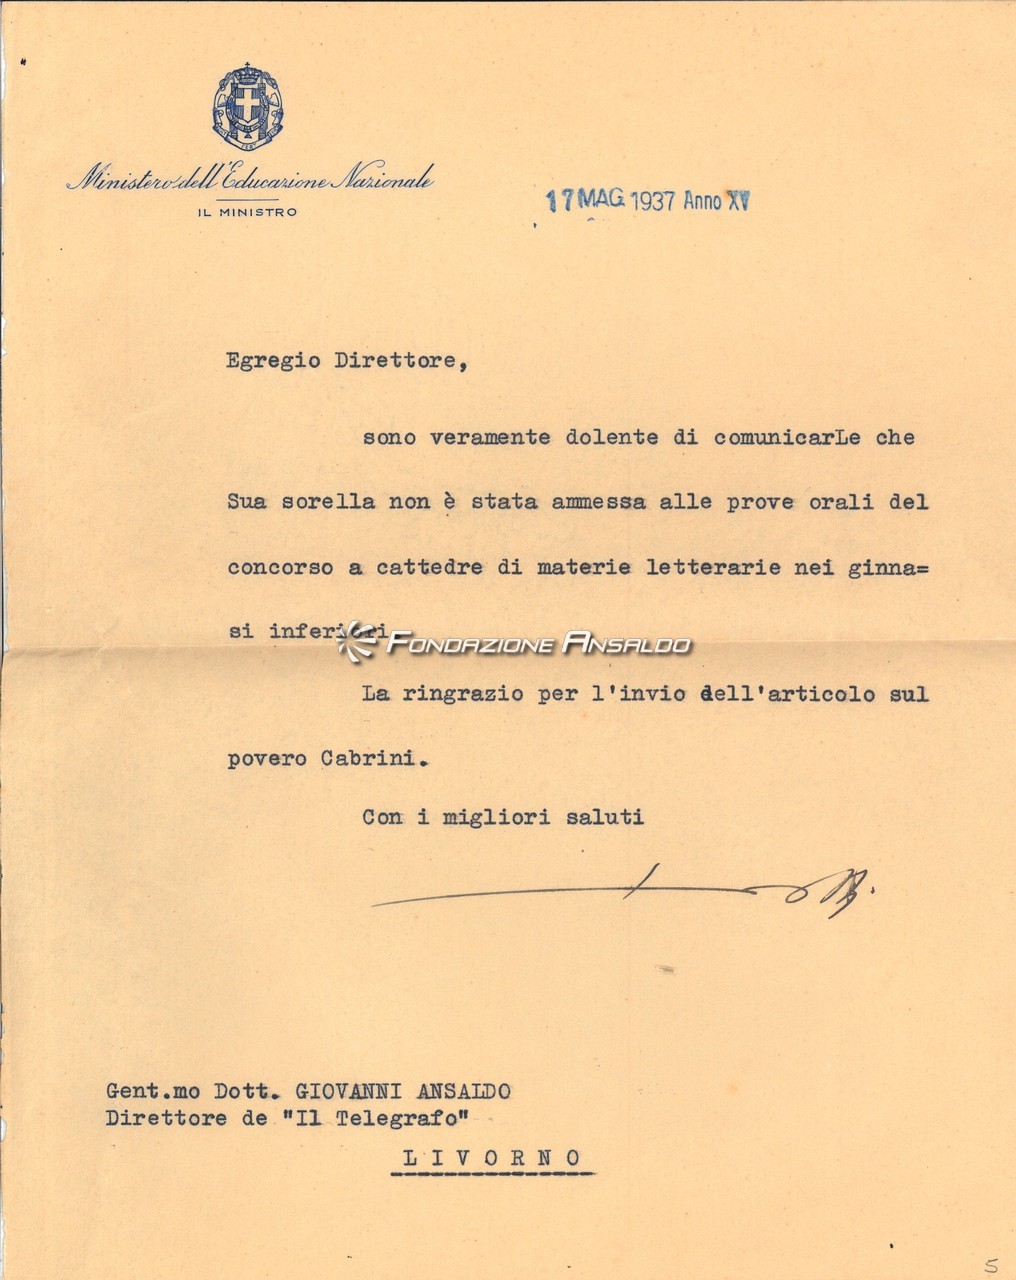 FERT
Ministero dell'Educazione Nazionale
IL MINISTRO
17 MAG 1937 Anno XV
Egregio Direttore,
sono veramente dolente di comunicarLe che
Sua sorella non è stata ammessa alle prove orali del
concorso a cattedre di materie letterarie nei ginna=
si inferiori
FONDAZIONE ANSALDO
La ringrazio per l'invio dell'articolo sul
povero Cabrini.
Con i migliori saluti
Gent.mo Dott. GIOVANNI ANSALDO
Direttore de "Il Telegrafo"
LIVORNO
5